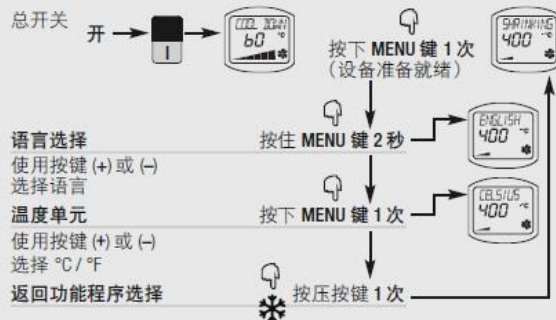 总开关
开
I
COOL DOWN
60 °C
按下 MENU 键 1 次
(设备准备就绪)
SHRINKING
400 °C
语言选择
按住 MENU 键 2 秒
ENGLISH
400 °C
使用按键 (+) 或 (–)
选择语言
温度单元
按下 MENU 键 1 次
CELSIUS
400 °C
使用按键 (+) 或 (–)
选择 °C / °F
返回功能程序选择
按压按键 1 次